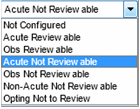 Acute Not Review able
Not Configured
Acute Review able
Obs Review able
Acute Not Review able
Obs Not Review able
Non-Acute Not Review able
Opting Not to Review